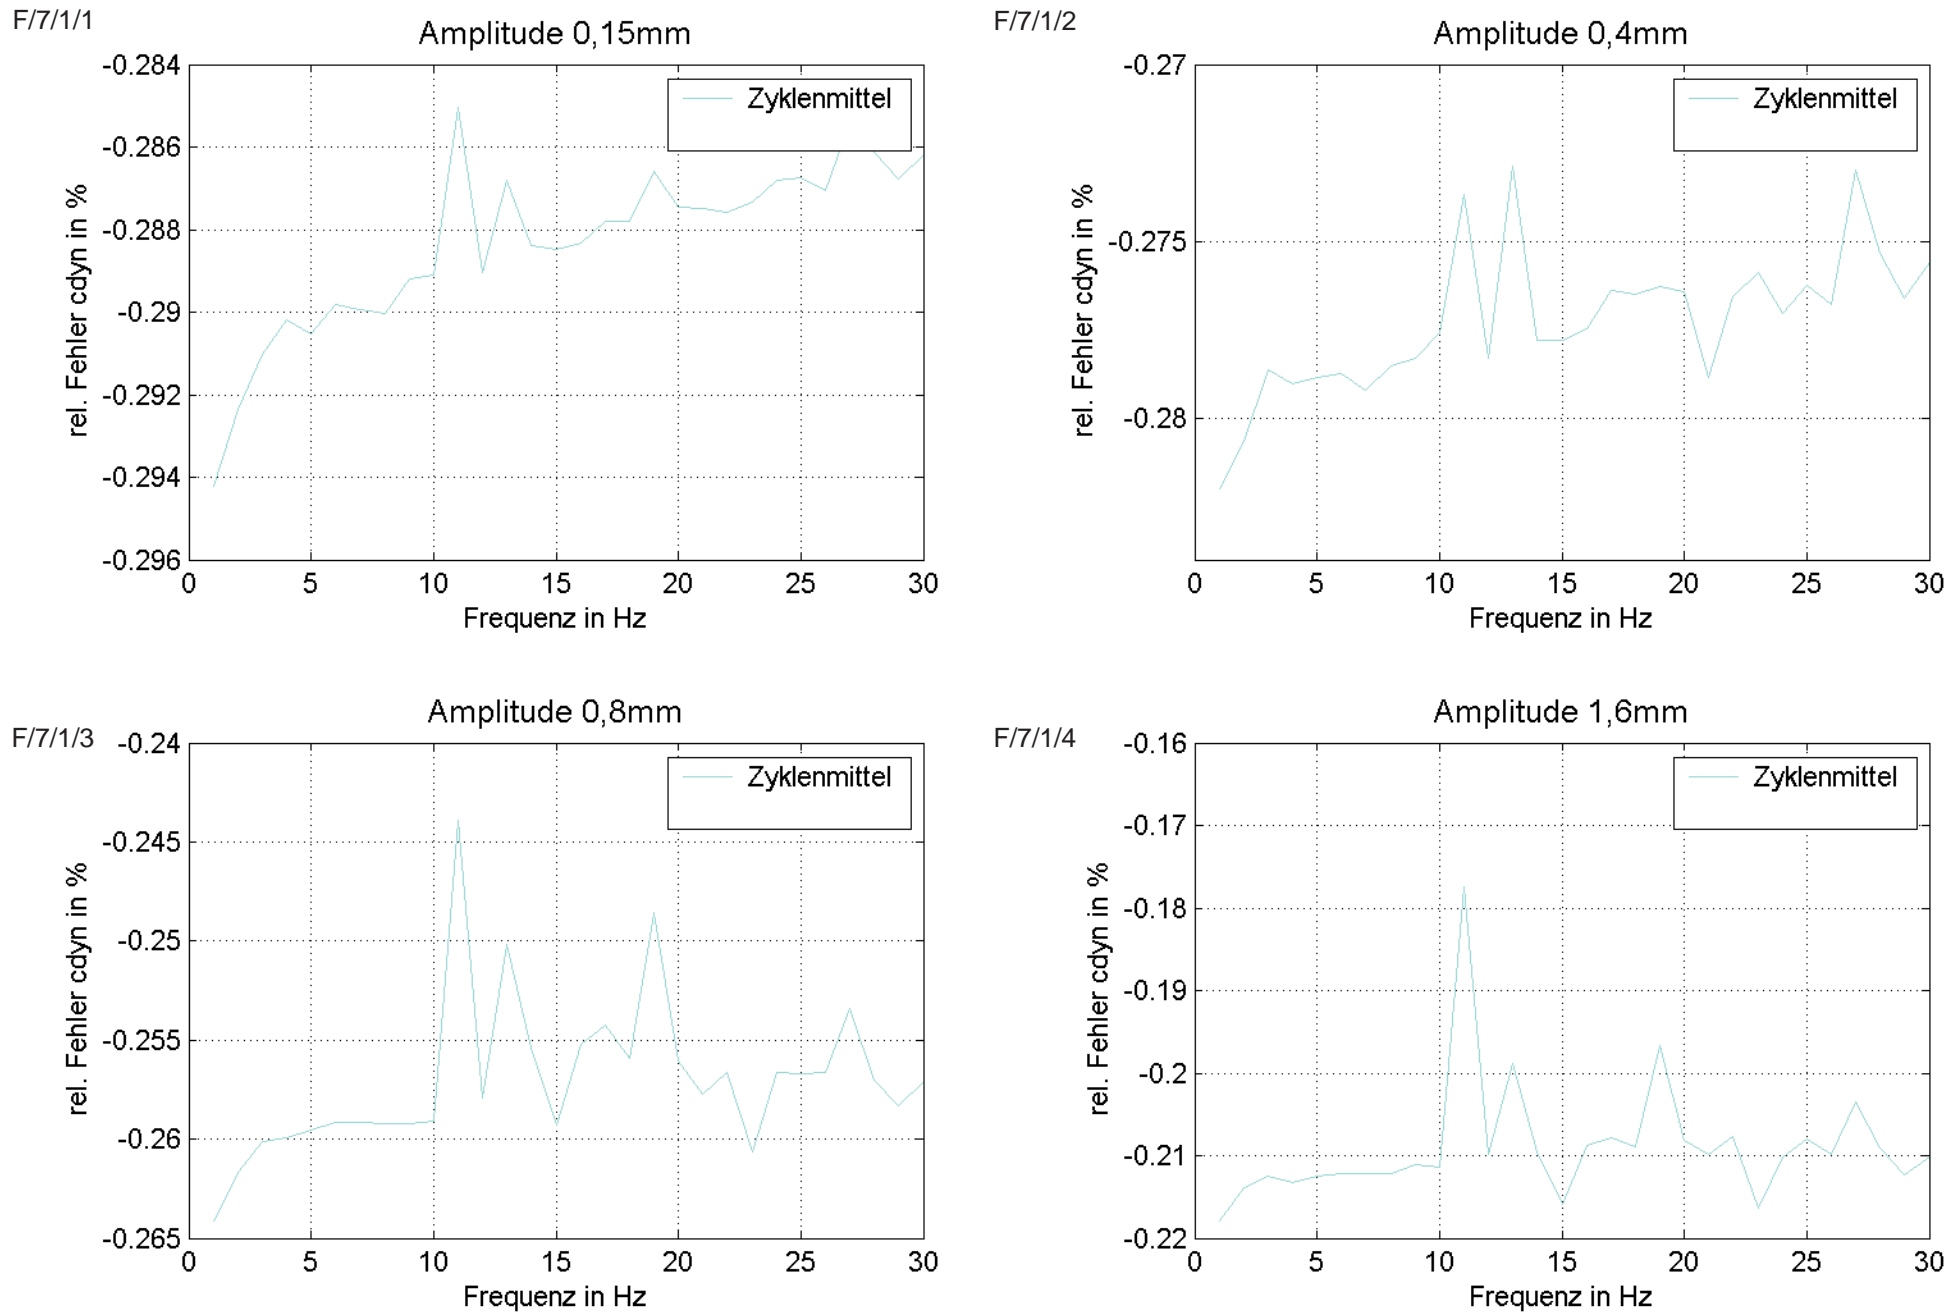 F/7/1/1
Amplitude 0,15mm
Zyklenmittel
rel. Fehler cdyn in %
-0.284
-0.286
-0.288
-0.29
-0.292
-0.294
-0.296
0 5 10 15 20 25 30
Frequenz in Hz
F/7/1/2
Amplitude 0,4mm
Zyklenmittel
rel. Fehler cdyn in %
-0.27
-0.275
-0.28
0 5 10 15 20 25 30
Frequenz in Hz
F/7/1/3
Amplitude 0,8mm
Zyklenmittel
rel. Fehler cdyn in %
-0.24
-0.245
-0.25
-0.255
-0.26
-0.265
0 5 10 15 20 25 30
Frequenz in Hz
F/7/1/4
Amplitude 1,6mm
Zyklenmittel
rel. Fehler cdyn in %
-0.16
-0.17
-0.18
-0.19
-0.2
-0.21
-0.22
0 5 10 15 20 25 30
Frequenz in Hz